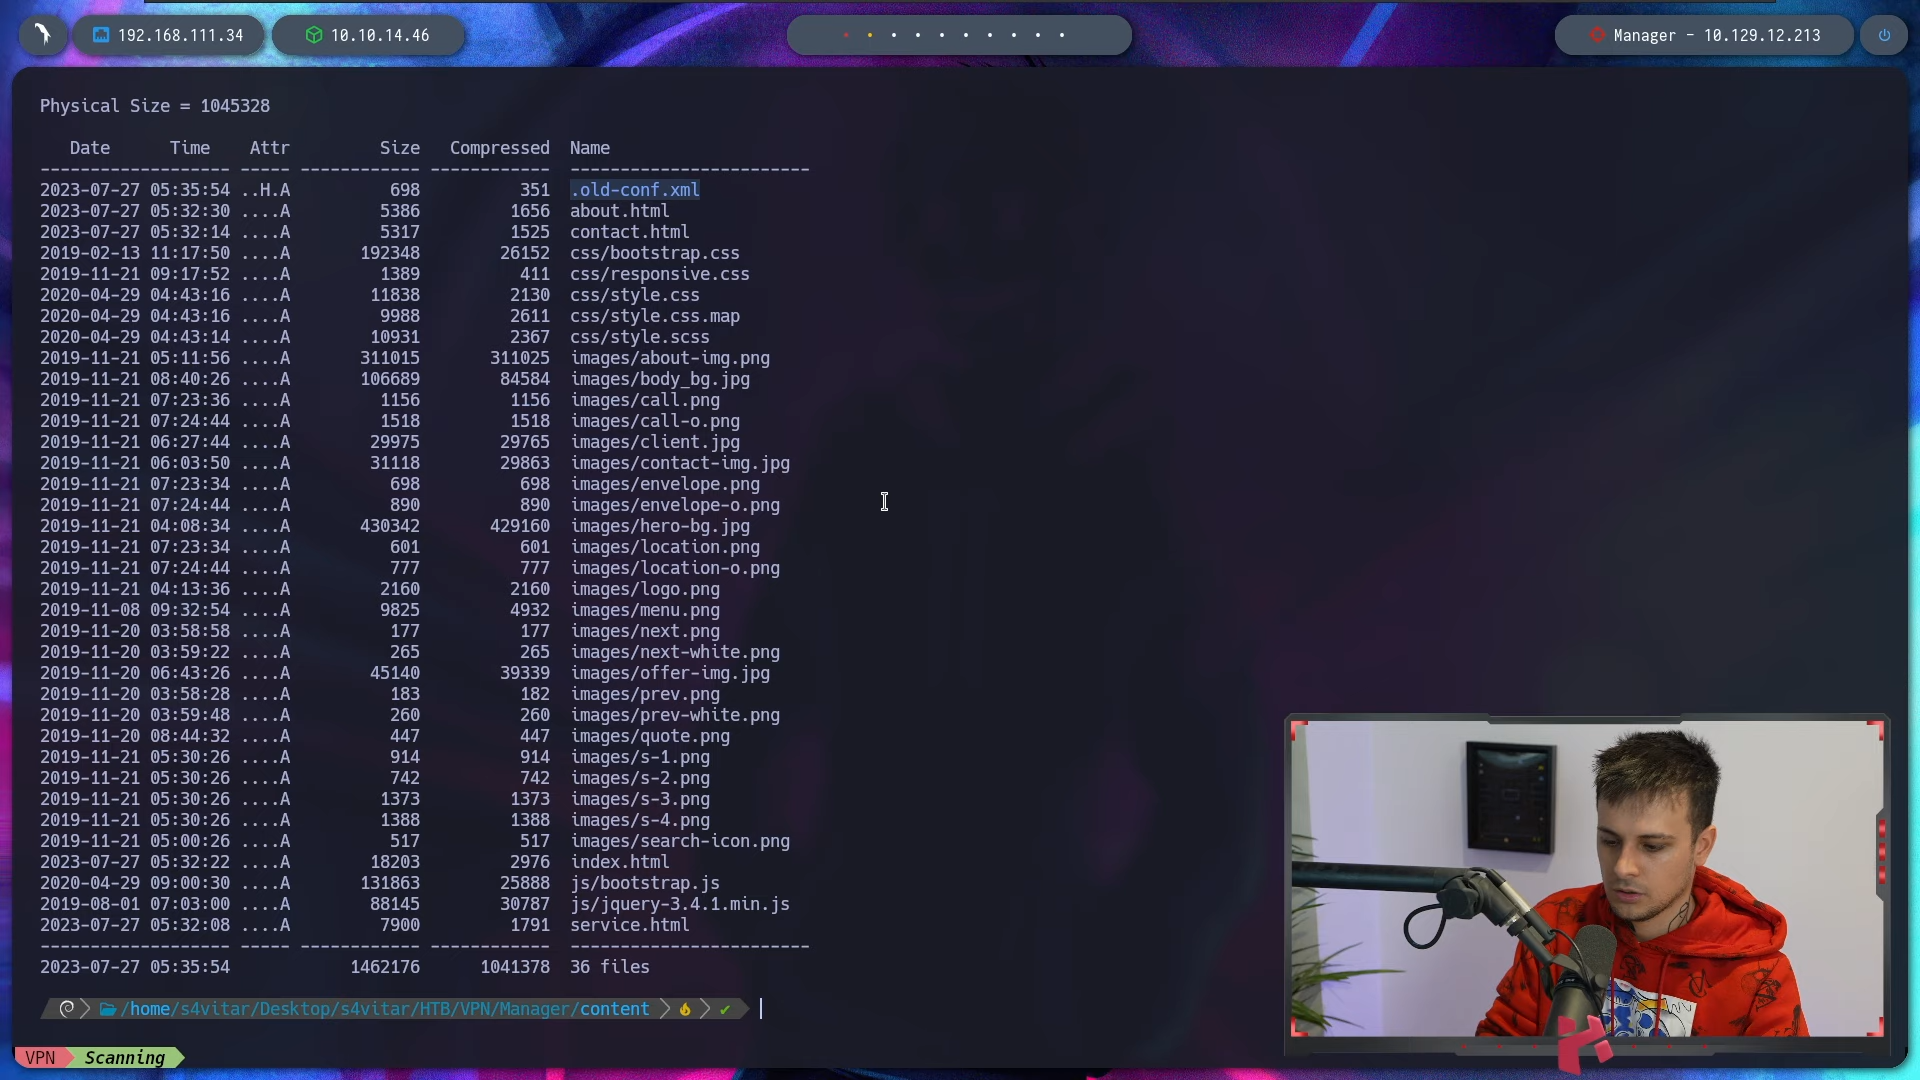 192.168.111.34
10.10.14.46
Manager - 10.129.12.213
Physical Size = 1045328
Date Time Attr Size Compressed Name
------------------- ----- ------------ ------------ ------------------------
2023-07-27 05:35:54 ..H.A 698 351 .old-conf.xml
2023-07-27 05:32:30 ....A 5386 1656 about.html
2023-07-27 05:32:14 ....A 5317 1525 contact.html
2019-02-13 11:17:50 ....A 192348 26152 css/bootstrap.css
2019-11-21 09:17:52 ....A 1389 411 css/responsive.css
2020-04-29 04:43:16 ....A 11838 2130 css/style.css
2020-04-29 04:43:16 ....A 9988 2611 css/style.css.map
2020-04-29 04:43:14 ....A 10931 2367 css/style.scss
2019-11-21 05:11:56 ....A 311015 311025 images/about-img.png
2019-11-21 08:40:26 ....A 106689 84584 images/body_bg.jpg
2019-11-21 07:23:36 ....A 1156 1156 images/call.png
2019-11-21 07:24:44 ....A 1518 1518 images/call-o.png
2019-11-21 06:27:44 ....A 29975 29765 images/client.jpg
2019-11-21 06:03:50 ....A 31118 29863 images/contact-img.jpg
2019-11-21 07:23:34 ....A 698 698 images/envelope.png
2019-11-21 07:24:44 ....A 890 890 images/envelope-o.png
2019-11-21 04:08:34 ....A 430342 429160 images/hero-bg.jpg
2019-11-21 07:23:34 ....A 601 601 images/location.png
2019-11-21 07:24:44 ....A 777 777 images/location-o.png
2019-11-21 04:13:36 ....A 2160 2160 images/logo.png
2019-11-08 09:32:54 ....A 9825 4932 images/menu.png
2019-11-20 03:58:58 ....A 177 177 images/next.png
2019-11-20 03:59:22 ....A 265 265 images/next-white.png
2019-11-20 06:43:26 ....A 45140 39339 images/offer-img.jpg
2019-11-20 03:58:28 ....A 183 182 images/prev.png
2019-11-20 03:59:48 ....A 260 260 images/prev-white.png
2019-11-20 08:44:32 ....A 447 447 images/quote.png
2019-11-21 05:30:26 ....A 914 914 images/s-1.png
2019-11-21 05:30:26 ....A 742 742 images/s-2.png
2019-11-21 05:30:26 ....A 1373 1373 images/s-3.png
2019-11-21 05:30:26 ....A 1388 1388 images/s-4.png
2019-11-21 05:00:26 ....A 517 517 images/search-icon.png
2023-07-27 05:32:22 ....A 18203 2976 index.html
2020-04-29 09:00:30 ....A 131863 25888 js/bootstrap.js
2019-08-01 07:03:00 ....A 88145 30787 js/jquery-3.4.1.min.js
2023-07-27 05:32:08 ....A 7900 1791 service.html
------------------- ----- ------------ ------------ ------------------------
2023-07-27 05:35:54 1462176 1041378 36 files
/home/s4vitar/Desktop/s4vitar/HTB/VPN/Manager/content
VPN Scanning